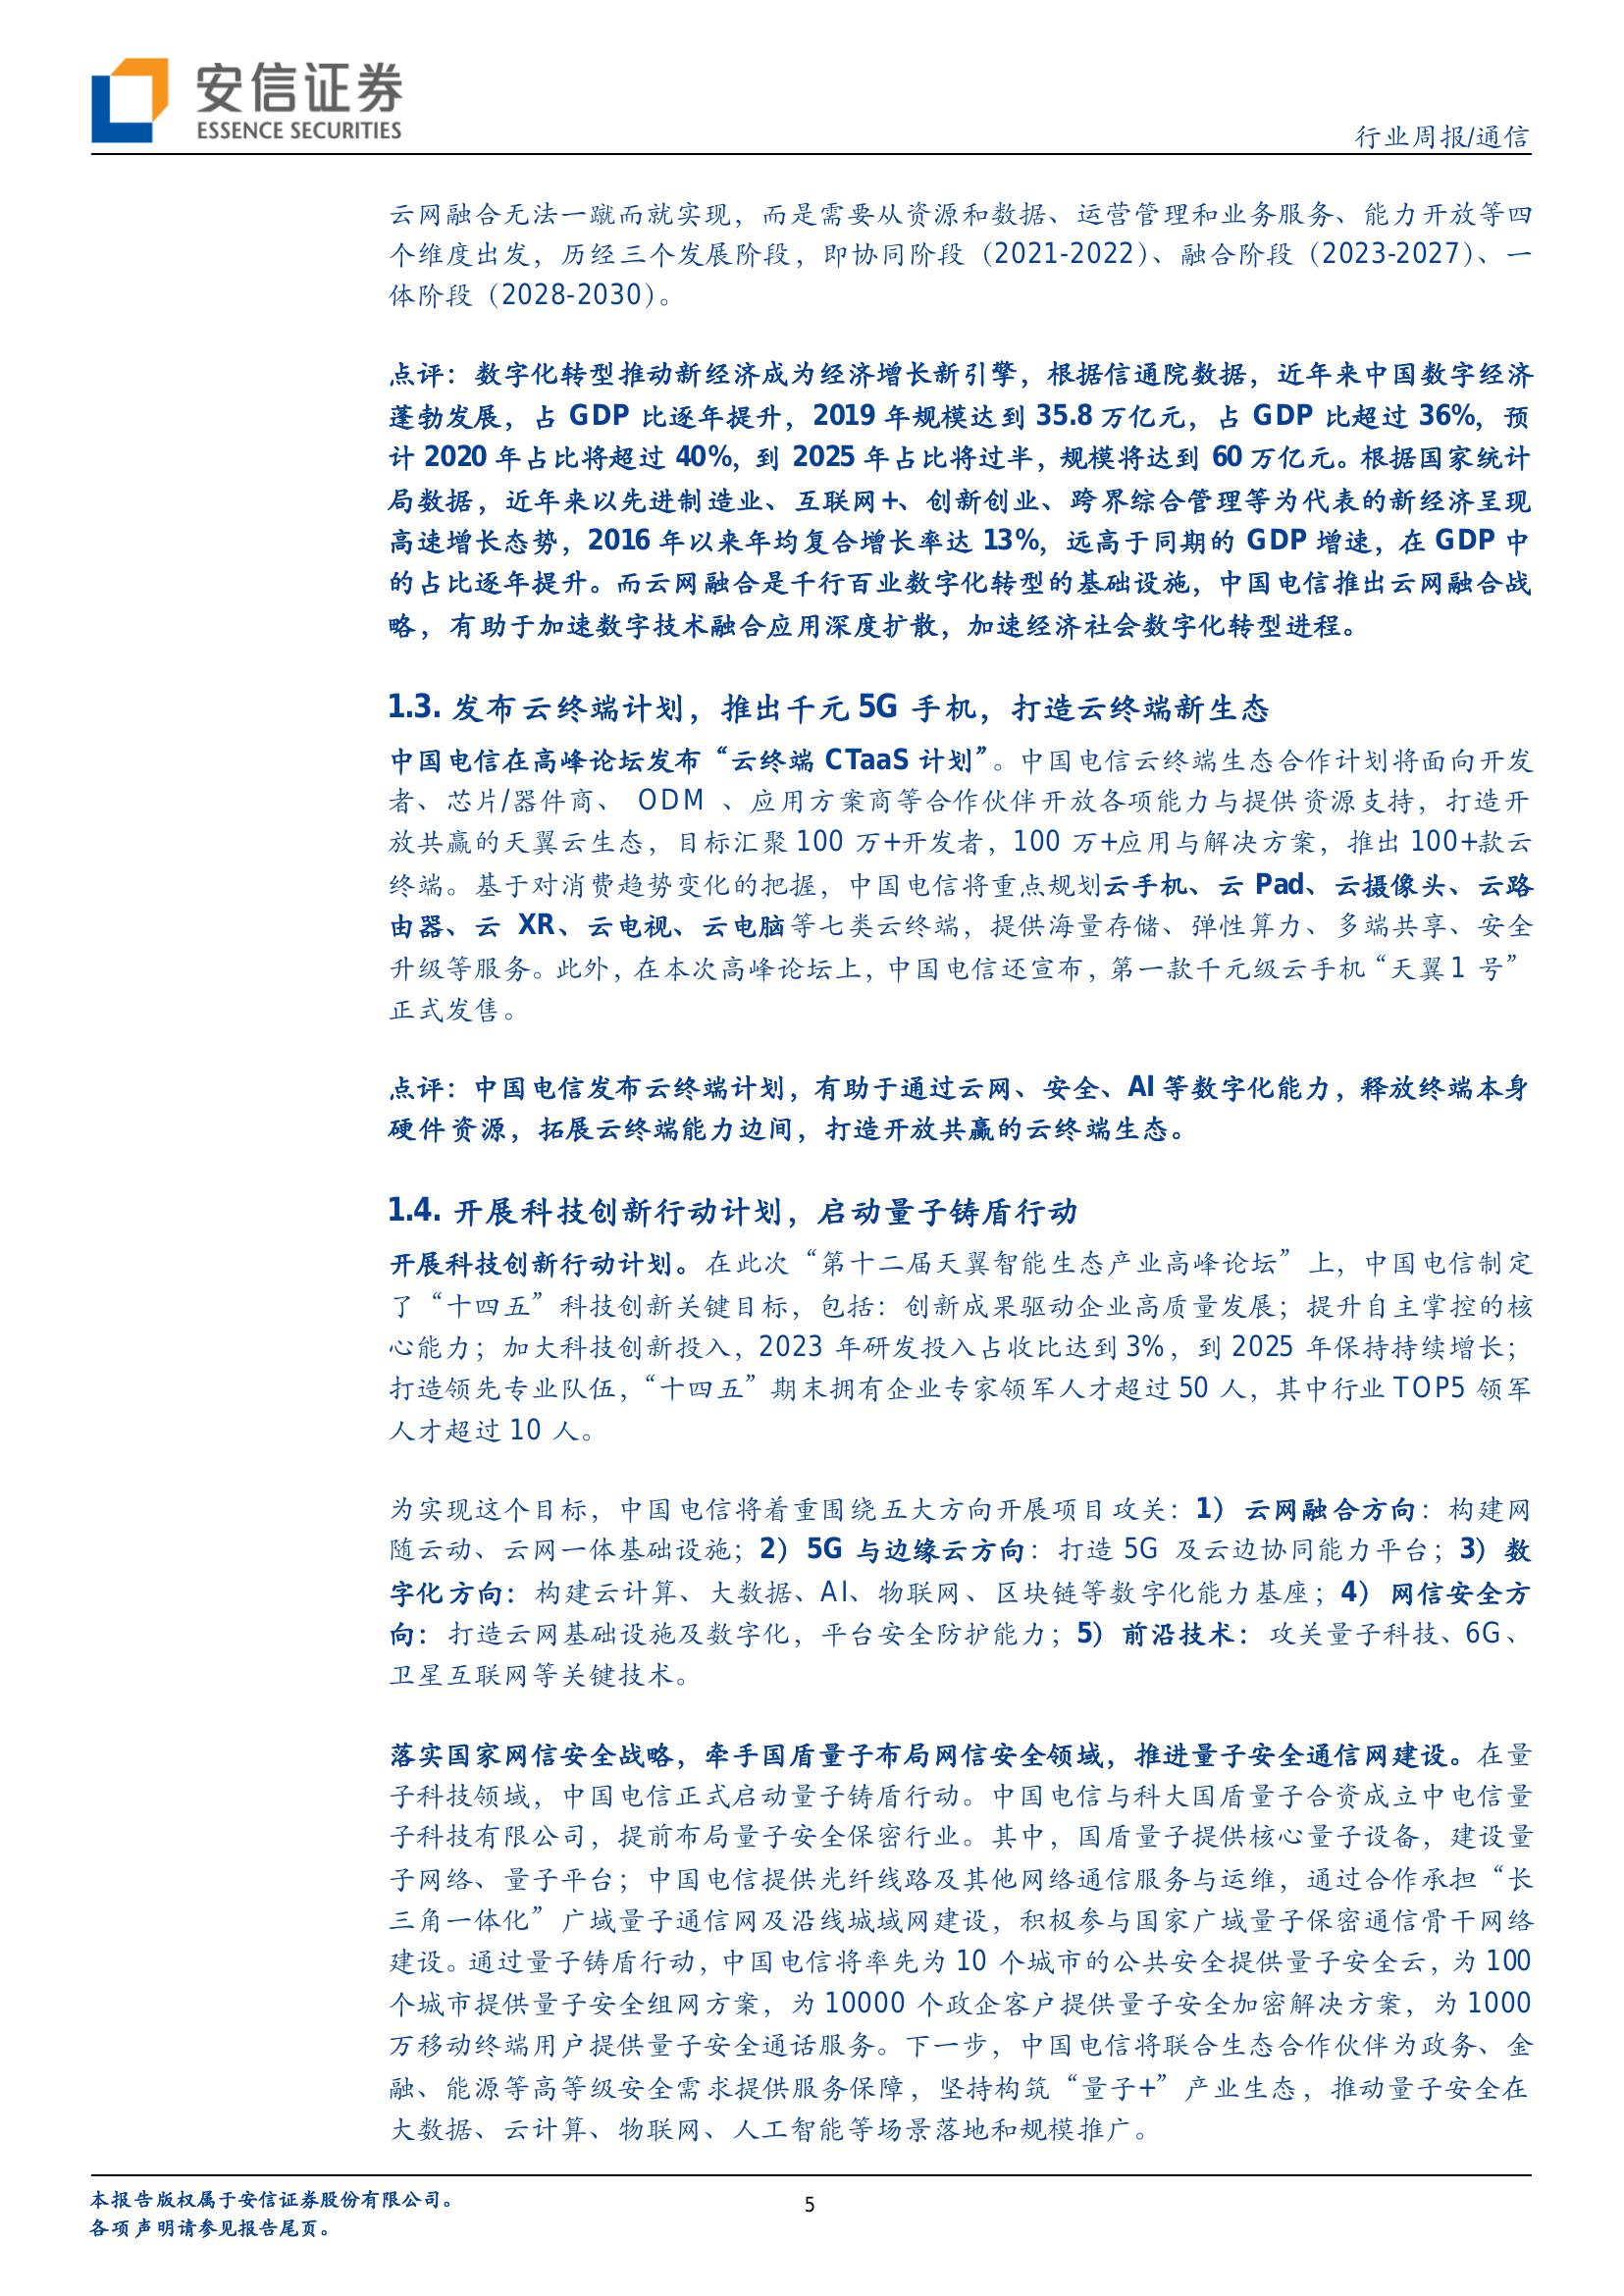 安信证券
ESSENCE SECURITIES
行业周报/通信
云网融合无法一蹴而就实现，而是需要从资源和数据、运营管理和业务服务、能力开放等四
个维度出发，历经三个发展阶段，即协同阶段（2021-2022）、融合阶段（2023-2027）、一
体阶段（2028-2030）。
点评：数字化转型推动新经济成为经济增长新引擎，根据信通院数据，近年来中国数字经济
蓬勃发展，占 GDP 比逐年提升，2019 年规模达到 35.8 万亿元，占 GDP 比超过 36%，预
计 2020 年占比将超过 40%，到 2025 年占比将过半，规模将达到 60 万亿元。根据国家统计
局数据，近年来以先进制造业、互联网+、创新创业、跨界综合管理等为代表的新经济呈现
高速增长态势，2016 年以来年均复合增长率达 13%，远高于同期的 GDP 增速，在 GDP 中
的占比逐年提升。而云网融合是千行百业数字化转型的基础设施，中国电信推出云网融合战
略，有助于加速数字技术融合应用深度扩散，加速经济社会数字化转型进程。
1.3. 发布云终端计划，推出千元 5G 手机，打造云终端新生态
中国电信在高峰论坛发布“云终端 CTaaS 计划”。中国电信云终端生态合作计划将面向开发
者、芯片/器件商、 ODM 、应用方案商等合作伙伴开放各项能力与提供资源支持，打造开
放共赢的天翼云生态，目标汇聚 100 万+开发者，100 万+应用与解决方案，推出 100+款云
终端。基于对消费趋势变化的把握，中国电信将重点规划云手机、云 Pad、云摄像头、云路
由器、云 XR、云电视、云电脑等七类云终端，提供海量存储、弹性算力、多端共享、安全
升级等服务。此外，在本次高峰论坛上，中国电信还宣布，第一款千元级云手机“天翼 1 号”
正式发售。
点评：中国电信发布云终端计划，有助于通过云网、安全、AI 等数字化能力，释放终端本身
硬件资源，拓展云终端能力边间，打造开放共赢的云终端生态。
1.4. 开展科技创新行动计划，启动量子铸盾行动
开展科技创新行动计划。在此次“第十二届天翼智能生态产业高峰论坛”上，中国电信制定
了“十四五”科技创新关键目标，包括：创新成果驱动企业高质量发展；提升自主掌控的核
心能力；加大科技创新投入，2023 年研发投入占收比达到 3%，到 2025 年保持持续增长；
打造领先专业队伍，“十四五”期末拥有企业专家领军人才超过 50 人，其中行业 TOP5 领军
人才超过 10 人。
为实现这个目标，中国电信将着重围绕五大方向开展项目攻关：1）云网融合方向：构建网
随云动、云网一体基础设施；2）5G 与边缘云方向：打造 5G 及云边协同能力平台；3）数
字化方向：构建云计算、大数据、AI、物联网、区块链等数字化能力基座；4）网信安全方
向：打造云网基础设施及数字化，平台安全防护能力；5）前沿技术：攻关量子科技、6G、
卫星互联网等关键技术。
落实国家网信安全战略，牵手国盾量子布局网信安全领域，推进量子安全通信网建设。在量
子科技领域，中国电信正式启动量子铸盾行动。中国电信与科大国盾量子合资成立中电信量
子科技有限公司，提前布局量子安全保密行业。其中，国盾量子提供核心量子设备，建设量
子网络、量子平台；中国电信提供光纤线路及其他网络通信服务与运维，通过合作承担“长
三角一体化”广域量子通信网及沿线城域网建设，积极参与国家广域量子保密通信骨干网络
建设。通过量子铸盾行动，中国电信将率先为 10 个城市的公共安全提供量子安全云，为 100
个城市提供量子安全组网方案，为 10000 个政企客户提供量子安全加密解决方案，为 1000
万移动终端用户提供量子安全通话服务。下一步，中国电信将联合生态合作伙伴为政务、金
融、能源等高等级安全需求提供服务保障，坚持构筑“量子+”产业生态，推动量子安全在
大数据、云计算、物联网、人工智能等场景落地和规模推广。
本报告版权属于安信证券股份有限公司。
各项声明请参见报告尾页。
5